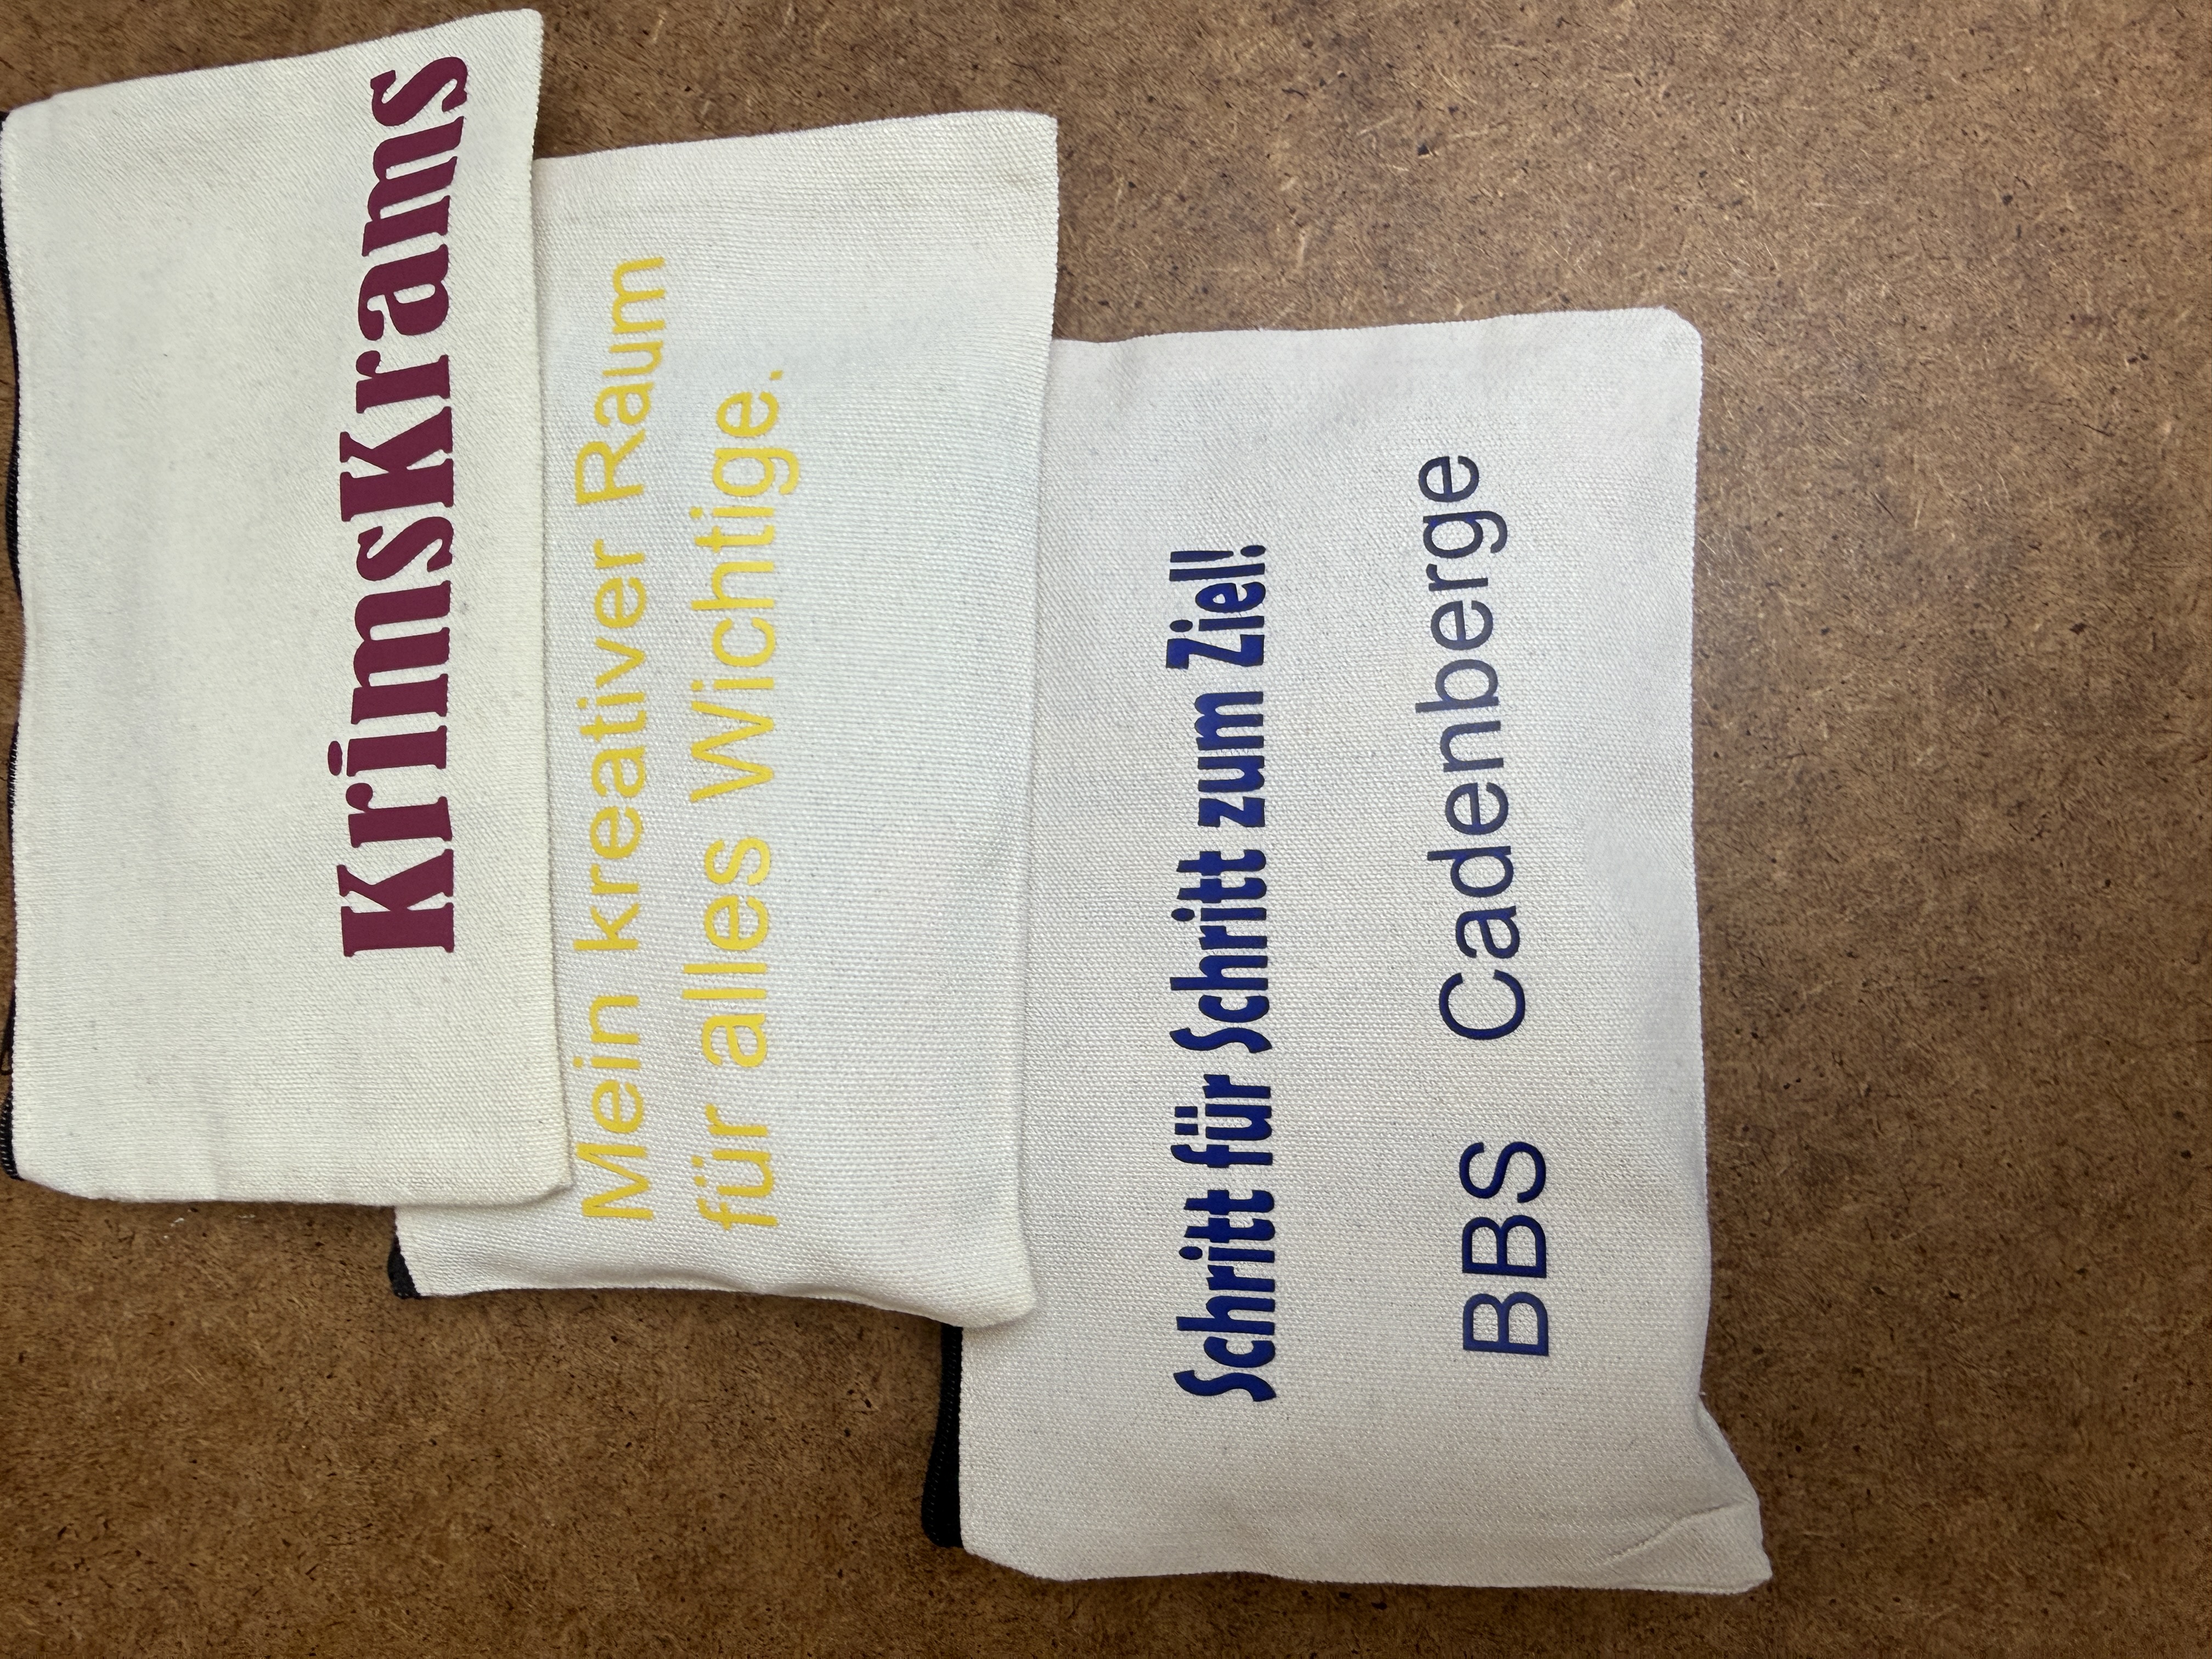 KrimsKrams
Mein kreativer Raum
für alles Wichtige.
Schritt für Schritt zum Ziel!
BBS Cadenberge